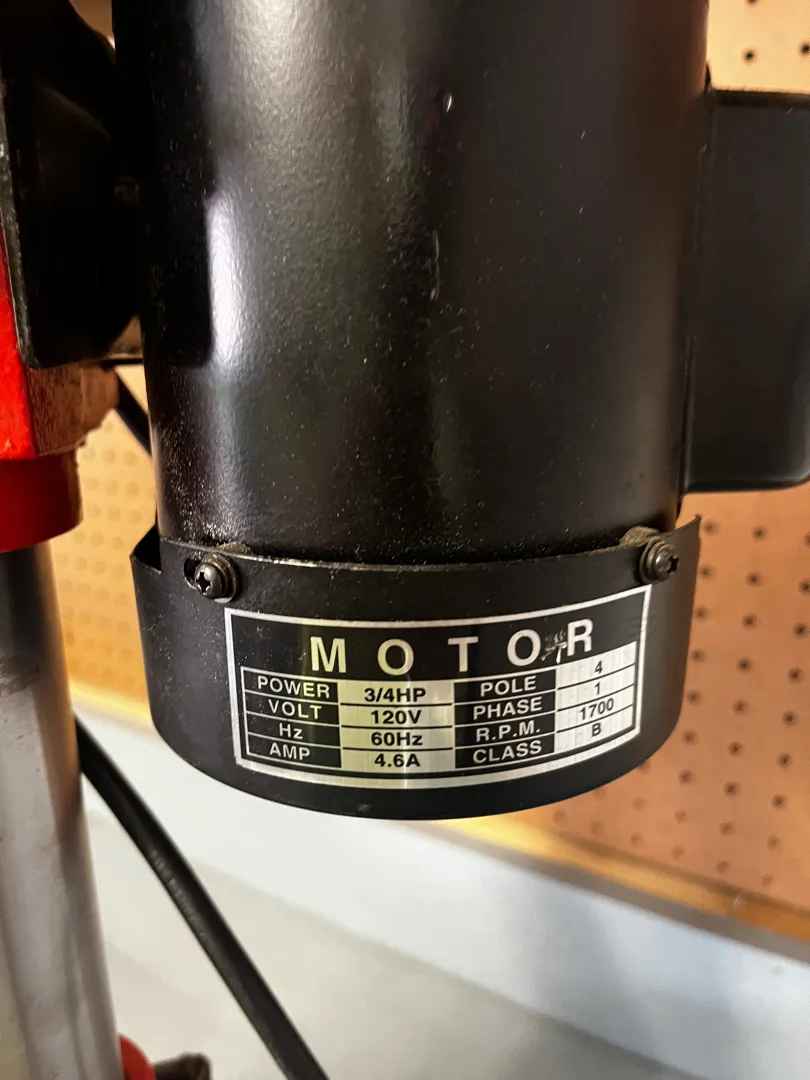 MOTOR
POWER 3/4HP POLE 4
VOLT 120V PHASE 1
Hz 60Hz R.P.M. 1700
AMP 4.6A CLASS B